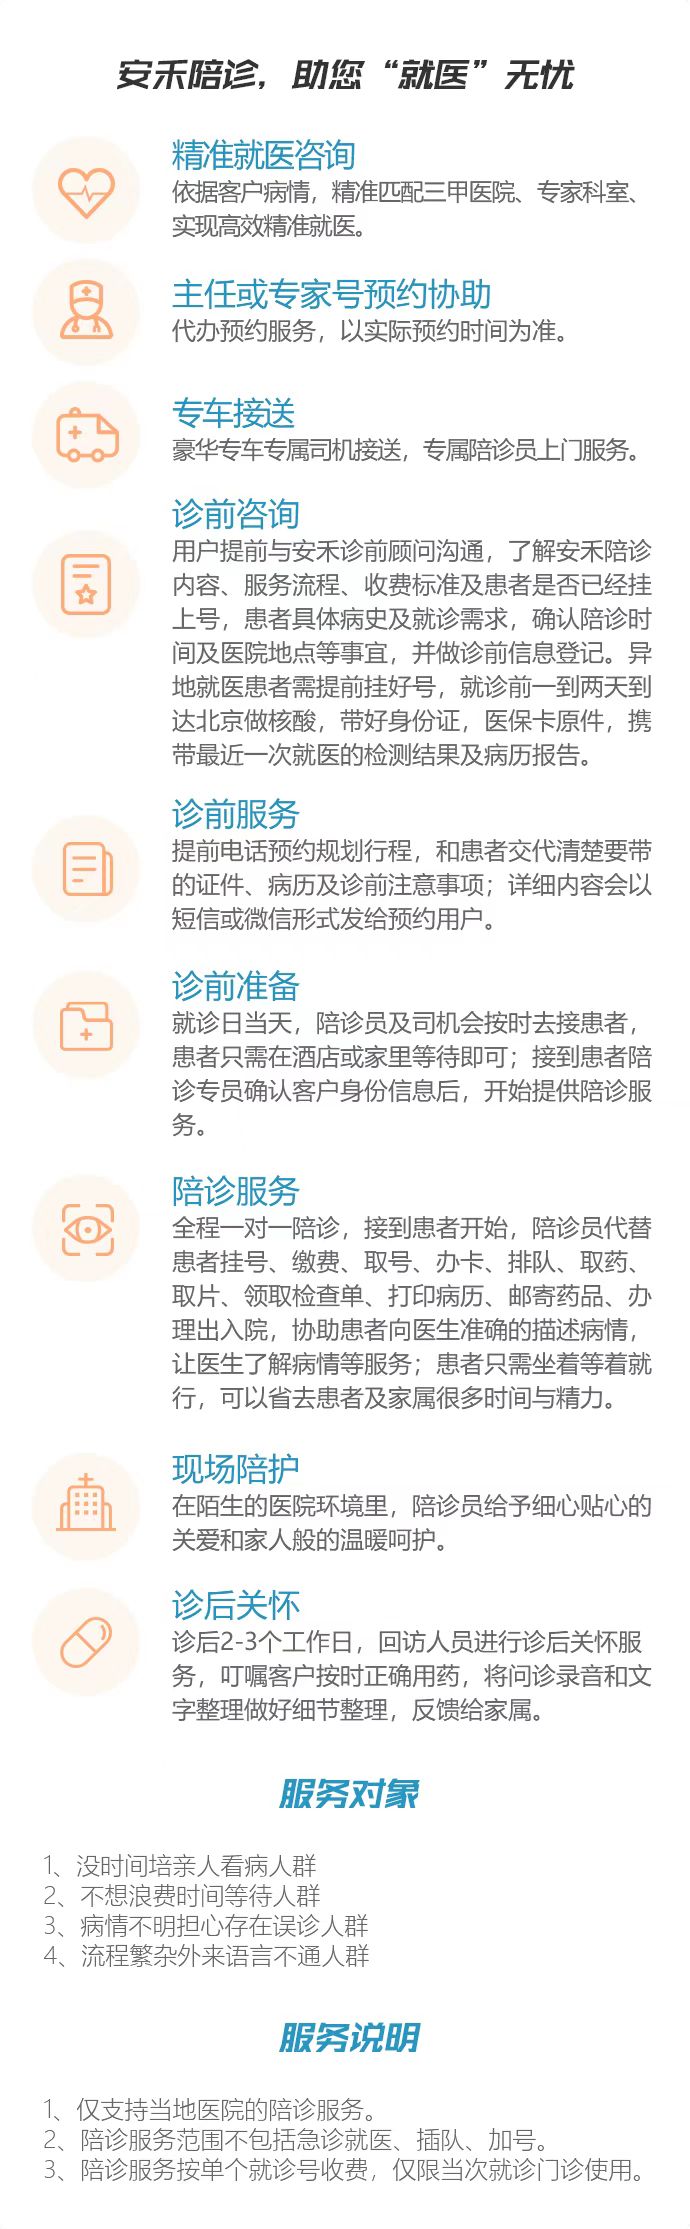 安禾陪诊，助您“就医”无忧
精准就医咨询
依据客户病情，精准匹配三甲医院、专家科室、
实现高效精准就医。
主任或专家号预约协助
代办预约服务，以实际预约时间为准。
专车接送
豪华专车专属司机接送，专属陪诊员上门服务。
诊前咨询
用户提前与安禾诊前顾问沟通，了解安禾陪诊
内容、服务流程、收费标准及患者是否已经挂
上号，患者具体病史及就诊需求，确认陪诊时
间及医院地点等事宜，并做诊前信息登记。异
地就医患者需提前挂好号，就诊前一到两天到
达北京做核酸，带好身份证，医保卡原件，携
带最近一次就医的检测结果及病历报告。
诊前服务
提前电话预约规划行程，和患者交代清楚要带
的证件、病历及诊前注意事项；详细内容会以
短信或微信形式发给预约用户。
诊前准备
就诊日当天，陪诊员及司机会按时去接患者，
患者只需在酒店或家里等待即可；接到患者陪
诊专员确认客户身份信息后，开始提供陪诊服
务。
陪诊服务
全程一对一陪诊，接到患者开始，陪诊员代替
患者挂号、缴费、取号、办卡、排队、取药、
取片、领取检查单、打印病历、邮寄药品、办
理出入院，协助患者向医生准确的描述病情，
让医生了解病情等服务；患者只需坐着等着就
行，可以省去患者及家属很多时间与精力。
现场陪护
在陌生的医院环境里，陪诊员给予细心贴心的
关爱和家人般的温暖呵护。
诊后关怀
诊后2-3个工作日，回访人员进行诊后关怀服
务，叮嘱客户按时正确用药，将问诊录音和文
字整理做好细节整理，反馈给家属。
服务对象
1、没时间培亲人看病人群
2、不想浪费时间等待人群
3、病情不明担心存在误诊人群
4、流程繁杂外来语言不通人群
服务说明
1、仅支持当地医院的陪诊服务。
2、陪诊服务范围不包括急诊就医、插队、加号。
3、陪诊服务按单个就诊号收费，仅限当次就诊门诊使用。